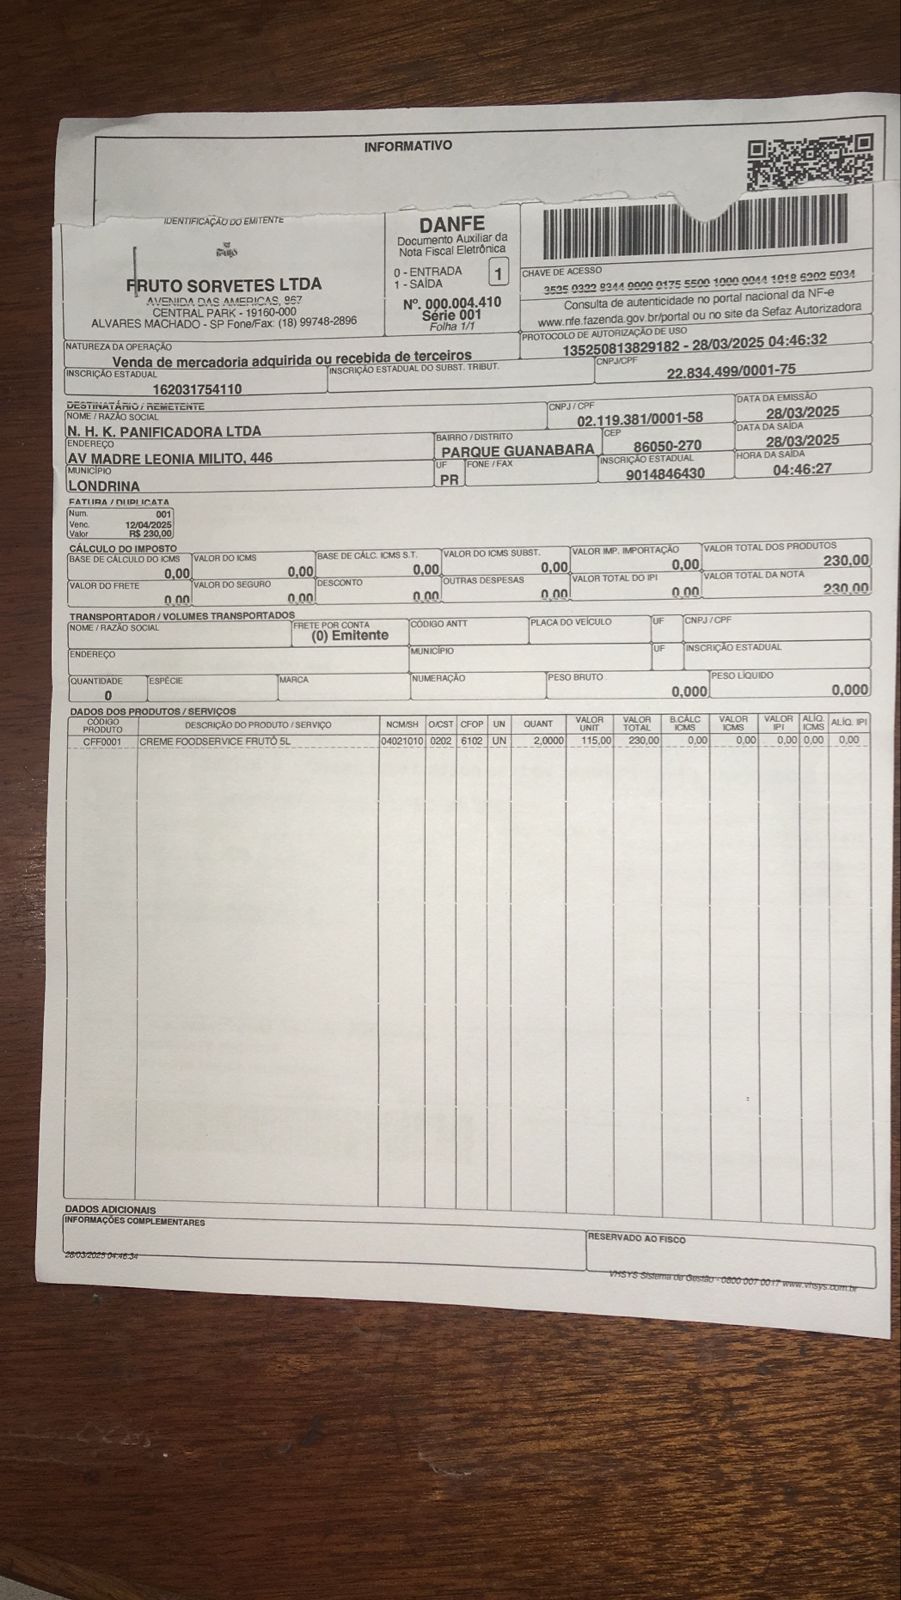 INFORMATIVO
IDENTIFICAÇÃO DO EMITENTE
FRUTO SORVETES LTDA
AVENIDA DAS AMERICAS, 867
CENTRAL PARK - 19160-000
ALVARES MACHADO - SP Fone/Fax: (18) 99748-2896
DANFE
Documento Auxiliar da
Nota Fiscal Eletrônica
0 - ENTRADA
1 - SAÍDA
1
Nº. 000.004.410
Série 001
Folha 1/1
CHAVE DE ACESSO
Consulta de autenticidade no portal nacional da NF-e
www.nfe.fazenda.gov.br/portal ou no site da Sefaz Autorizadora
NATUREZA DA OPERAÇÃO
Venda de mercadoria adquirida ou recebida de terceiros
PROTOCOLO DE AUTORIZAÇÃO DE USO
135250813829182 - 28/03/2025 04:46:32
INSCRIÇÃO ESTADUAL
162031754110
INSCRIÇÃO ESTADUAL DO SUBST. TRIBUT.
CNPJ/CPF
22.834.499/0001-75
DESTINATÁRIO / REMETENTE
NOME / RAZÃO SOCIAL
N. H. K. PANIFICADORA LTDA
CNPJ / CPF
02.119.381/0001-58
DATA DA EMISSÃO
28/03/2025
ENDEREÇO
AV MADRE LEONIA MILITO, 446
BAIRRO / DISTRITO
PARQUE GUANABARA
CEP
86050-270
DATA DA SAÍDA
28/03/2025
MUNICÍPIO
LONDRINA
UF
PR
FONE / FAX
INSCRIÇÃO ESTADUAL
9014846430
HORA DA SAÍDA
04:46:27
FATURA / DUPLICATA
Num. 001
Venc. 12/04/2025
Valor R$ 230,00
CÁLCULO DO IMPOSTO
BASE DE CÁLCULO DO ICMS
0,00
VALOR DO ICMS
0,00
BASE DE CÁLC. ICMS S.T.
0,00
VALOR DO ICMS SUBST.
0,00
VALOR IMP. IMPORTAÇÃO
0,00
VALOR TOTAL DOS PRODUTOS
230,00
VALOR DO FRETE
0,00
VALOR DO SEGURO
0,00
DESCONTO
0,00
OUTRAS DESPESAS
0,00
VALOR TOTAL DO IPI
0,00
VALOR TOTAL DA NOTA
230,00
TRANSPORTADOR / VOLUMES TRANSPORTADOS
NOME / RAZÃO SOCIAL
FRETE POR CONTA
(0) Emitente
CÓDIGO ANTT
PLACA DO VEÍCULO
UF
CNPJ / CPF
ENDEREÇO
MUNICÍPIO
UF
INSCRIÇÃO ESTADUAL
QUANTIDADE
0
ESPÉCIE
MARCA
NUMERAÇÃO
PESO BRUTO
0,000
PESO LÍQUIDO
0,000
DADOS DOS PRODUTOS / SERVIÇOS
CÓDIGO PRODUTO DESCRIÇÃO DO PRODUTO / SERVIÇO NCM/SH O/CST CFOP UN QUANT VALOR UNIT VALOR TOTAL B.CÁLC ICMS VALOR ICMS VALOR IPI ALÍQ. ICMS ALÍQ. IPI
CFF0001 CREME FOODSERVICE FRUTÔ 5L 04021010 0202 6102 UN 2,0000 115,00 230,00 0,00 0,00 0,00 0,00 0,00
DADOS ADICIONAIS
INFORMAÇÕES COMPLEMENTARES
RESERVADO AO FISCO
28/03/2025 04:46:34
VHSYS Sistema de Gestão - 0800 007 0017 www.vhsys.com.br